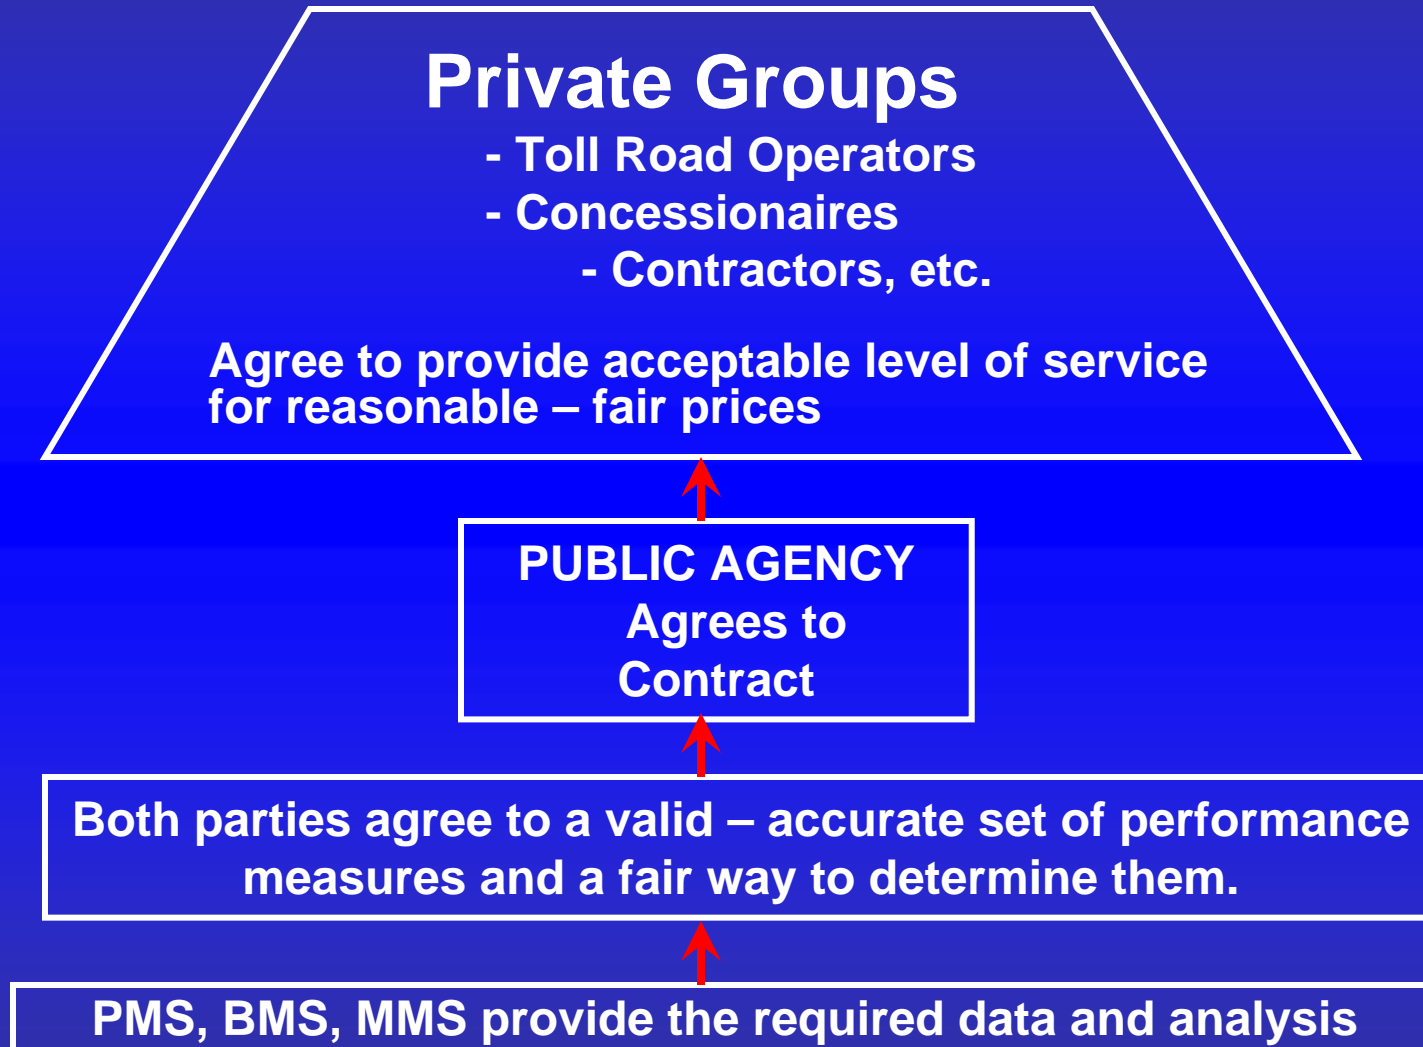 Private Groups
- Toll Road Operators
- Concessionaires
- Contractors, etc.
Agree to provide acceptable level of service
for reasonable – fair prices
PUBLIC AGENCY
Agrees to
Contract
Both parties agree to a valid – accurate set of performance
measures and a fair way to determine them.
PMS, BMS, MMS provide the required data and analysis